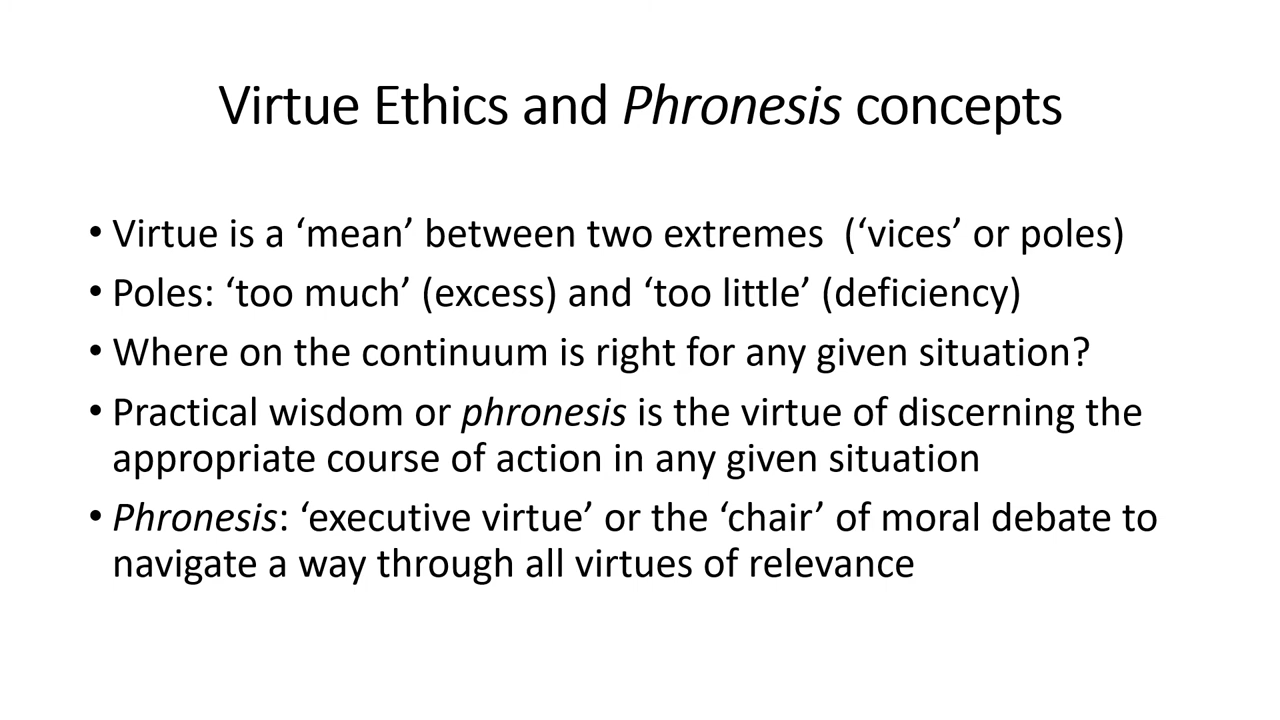 Virtue Ethics and Phronesis concepts
• Virtue is a ‘mean’ between two extremes  (‘vices’ or poles)
• Poles: ‘too much’ (excess) and ‘too little’ (deficiency)
• Where on the continuum is right for any given situation?
• Practical wisdom or phronesis is the virtue of discerning the
appropriate course of action in any given situation
• Phronesis: ‘executive virtue’ or the ‘chair’ of moral debate to
navigate a way through all virtues of relevance